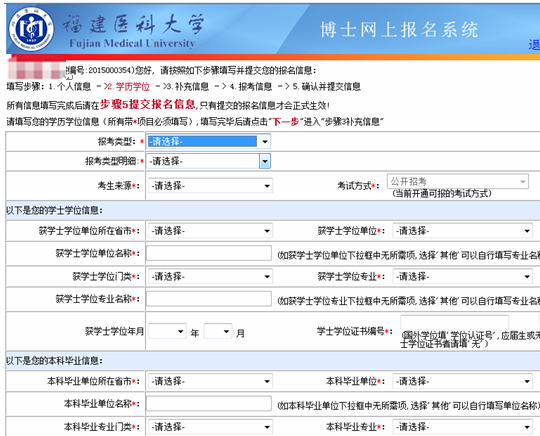 福建医科大学
Fujian Medical University
博士网上报名系统
编号:2015000354)您好, 请按照如下步骤填写并提交您的报名信息:
填写步骤: 1. 个人信息 ->2. 学历学位 ->3. 补充信息 -> 4. 报考信息 -> 5. 确认并提交信息
所有信息填写完成后请在步骤5提交报名信息,只有提交的报名信息才会正式生效!
请填写您的学历学位信息 (所有带*项目必须填写), 填写完毕后请点击"下一步"进入"步骤3补充信息"
报考类型: * -请选择-
报考类型明细:* -请选择-
考生来源*: -请选择- 考试方式*: 公开招考
(当前开通可报的考试方式)
以下是您的学士学位信息:
获学士学位单位所在省市*: -请选择- 获学士学位单位*: -请选择-
获学士学位单位名称*: (如获学士学位单位下拉框中无所需项, 选择'其他'可以自行填写专业名
获学士学位门类*: -请选择- 获学士学位专业*: -请选择-
获学士学位专业名称*: (如获学士学位专业下拉框中无所需项, 选择'其他'可以自行填写专业名
获学士学位年月 年 月 学士学位证书编号*: (国外学位填'学位认证号', 应届生或
士学位证书者请填'无')
以下是您的本科毕业信息:
本科毕业单位所在省市*: -请选择- 本科毕业单位*: -请选择-
本科毕业单位名称*: (如本科毕业单位下拉框中无所需项, 选择'其他'可以自行填写单位名称)
本科毕业专业门类*: -请选择- 本科毕业专业*: -请选择-